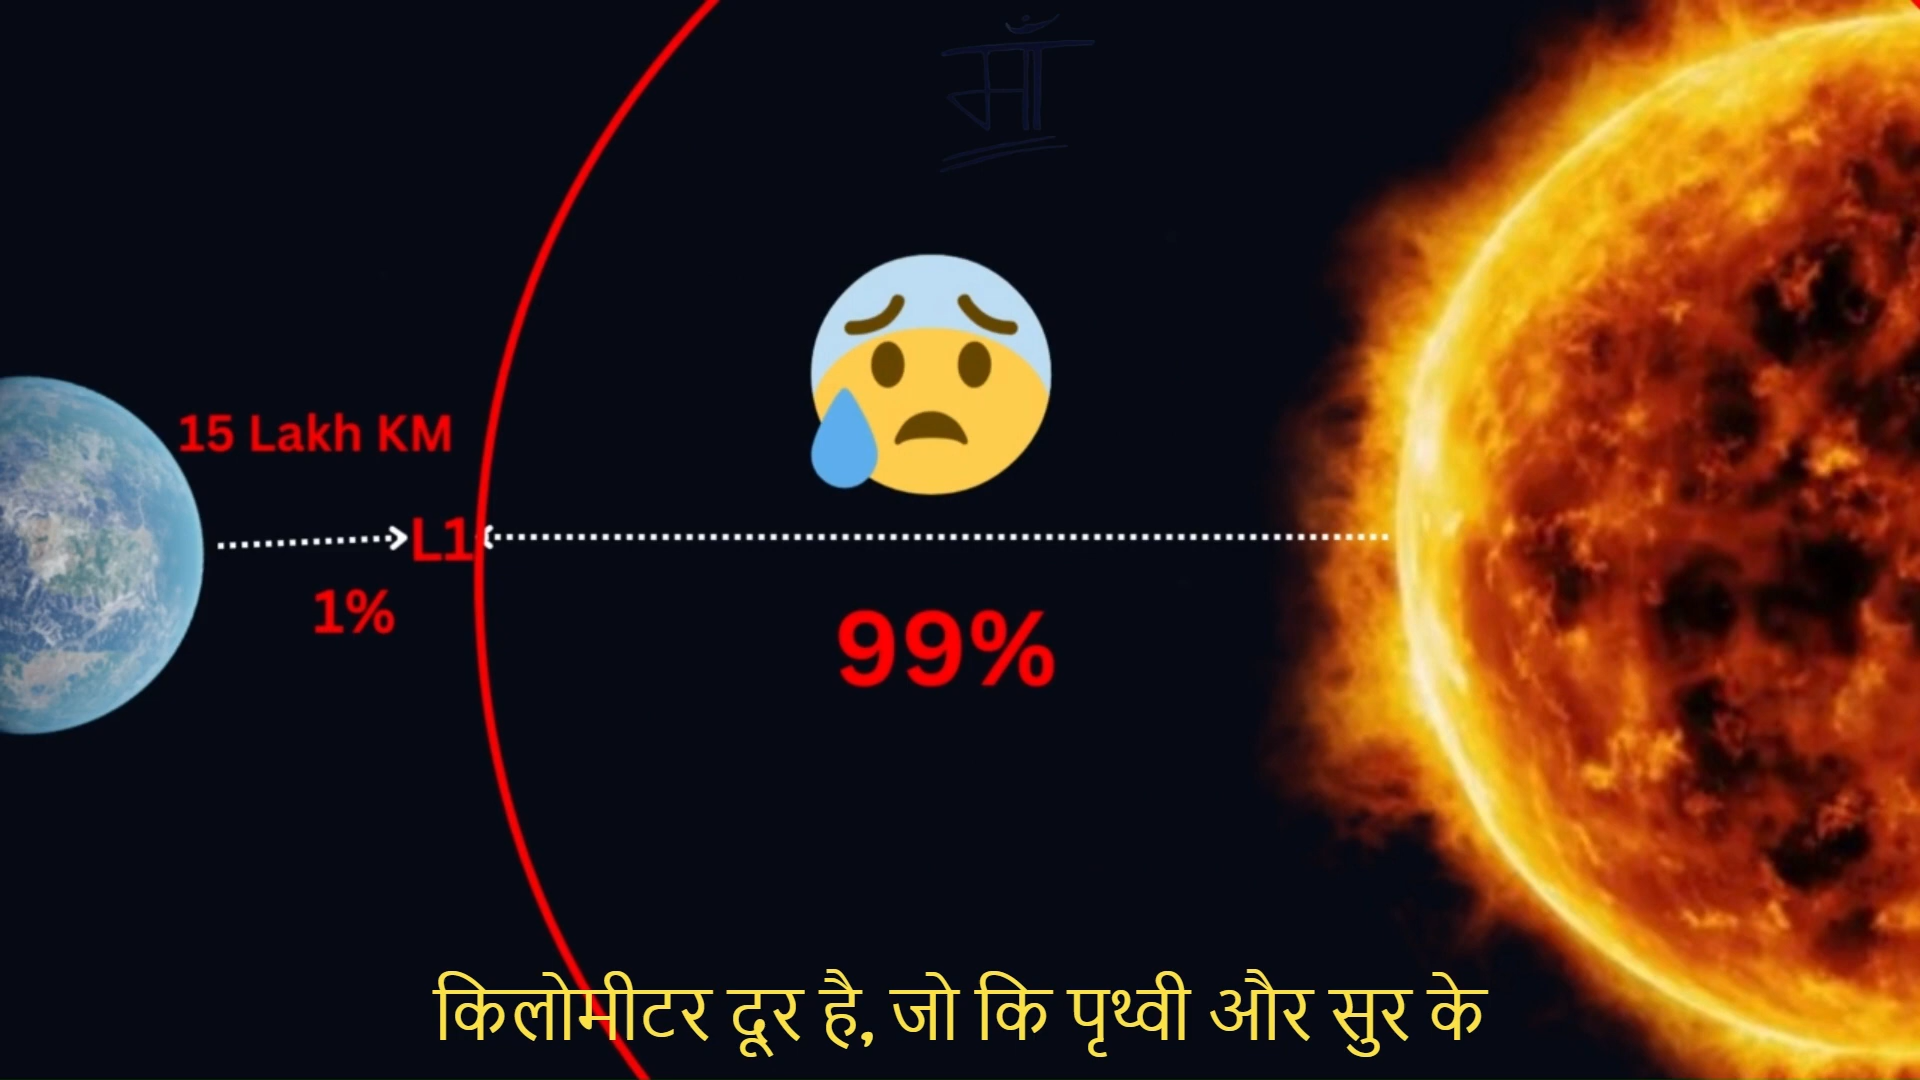 माँ
15 Lakh KM
L1
1%
99%
किलोमीटर दूर है, जो कि पृथ्वी और सुर के